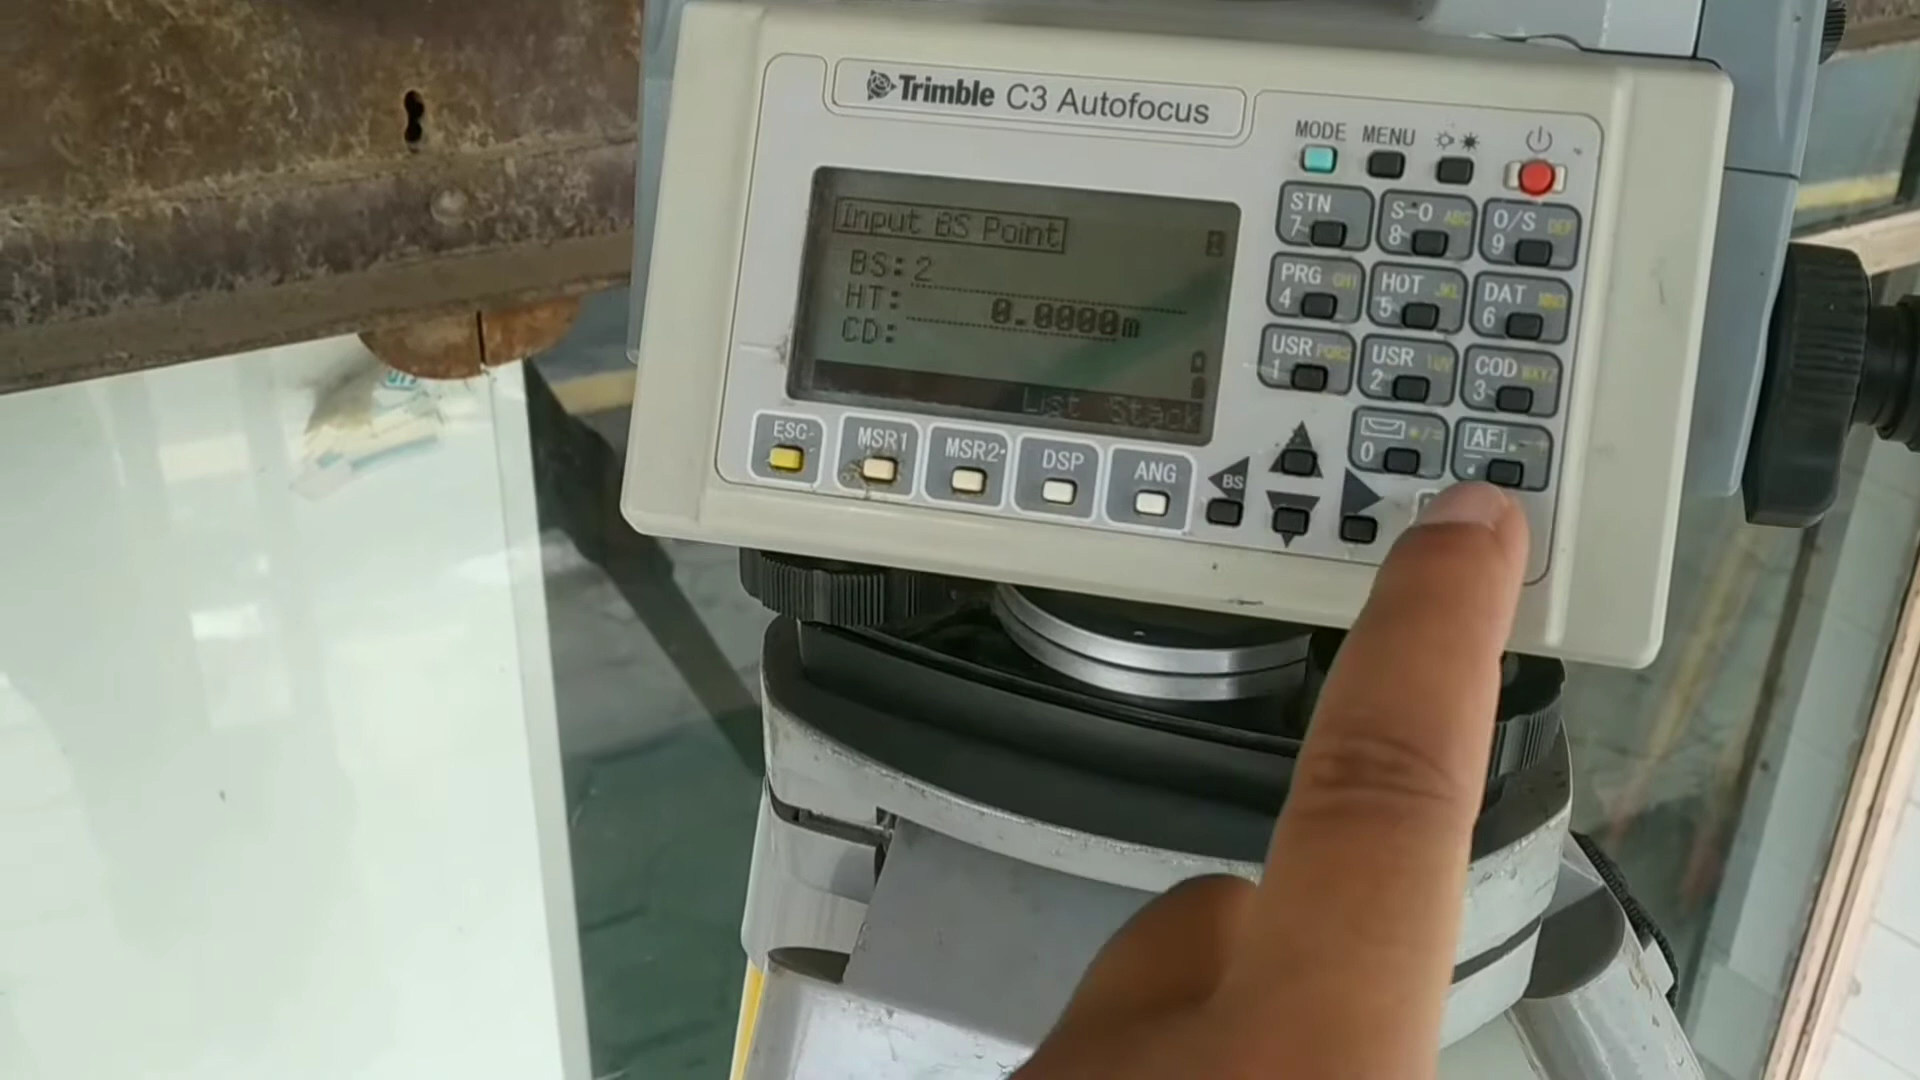 Trimble C3 Autofocus
MODE MENU
STN 7 S-O ABC 8 O/S DEF 9
Input BS Point
BS: 2
HT: 0.0000m
CD:
List Stack
PRG GHI 4 HOT JKL 5 DAT MNO 6
USR PQRS 1 USR TUV 2 COD WXYZ 3
0 AF
ESC MSR1 MSR2 DSP ANG BS